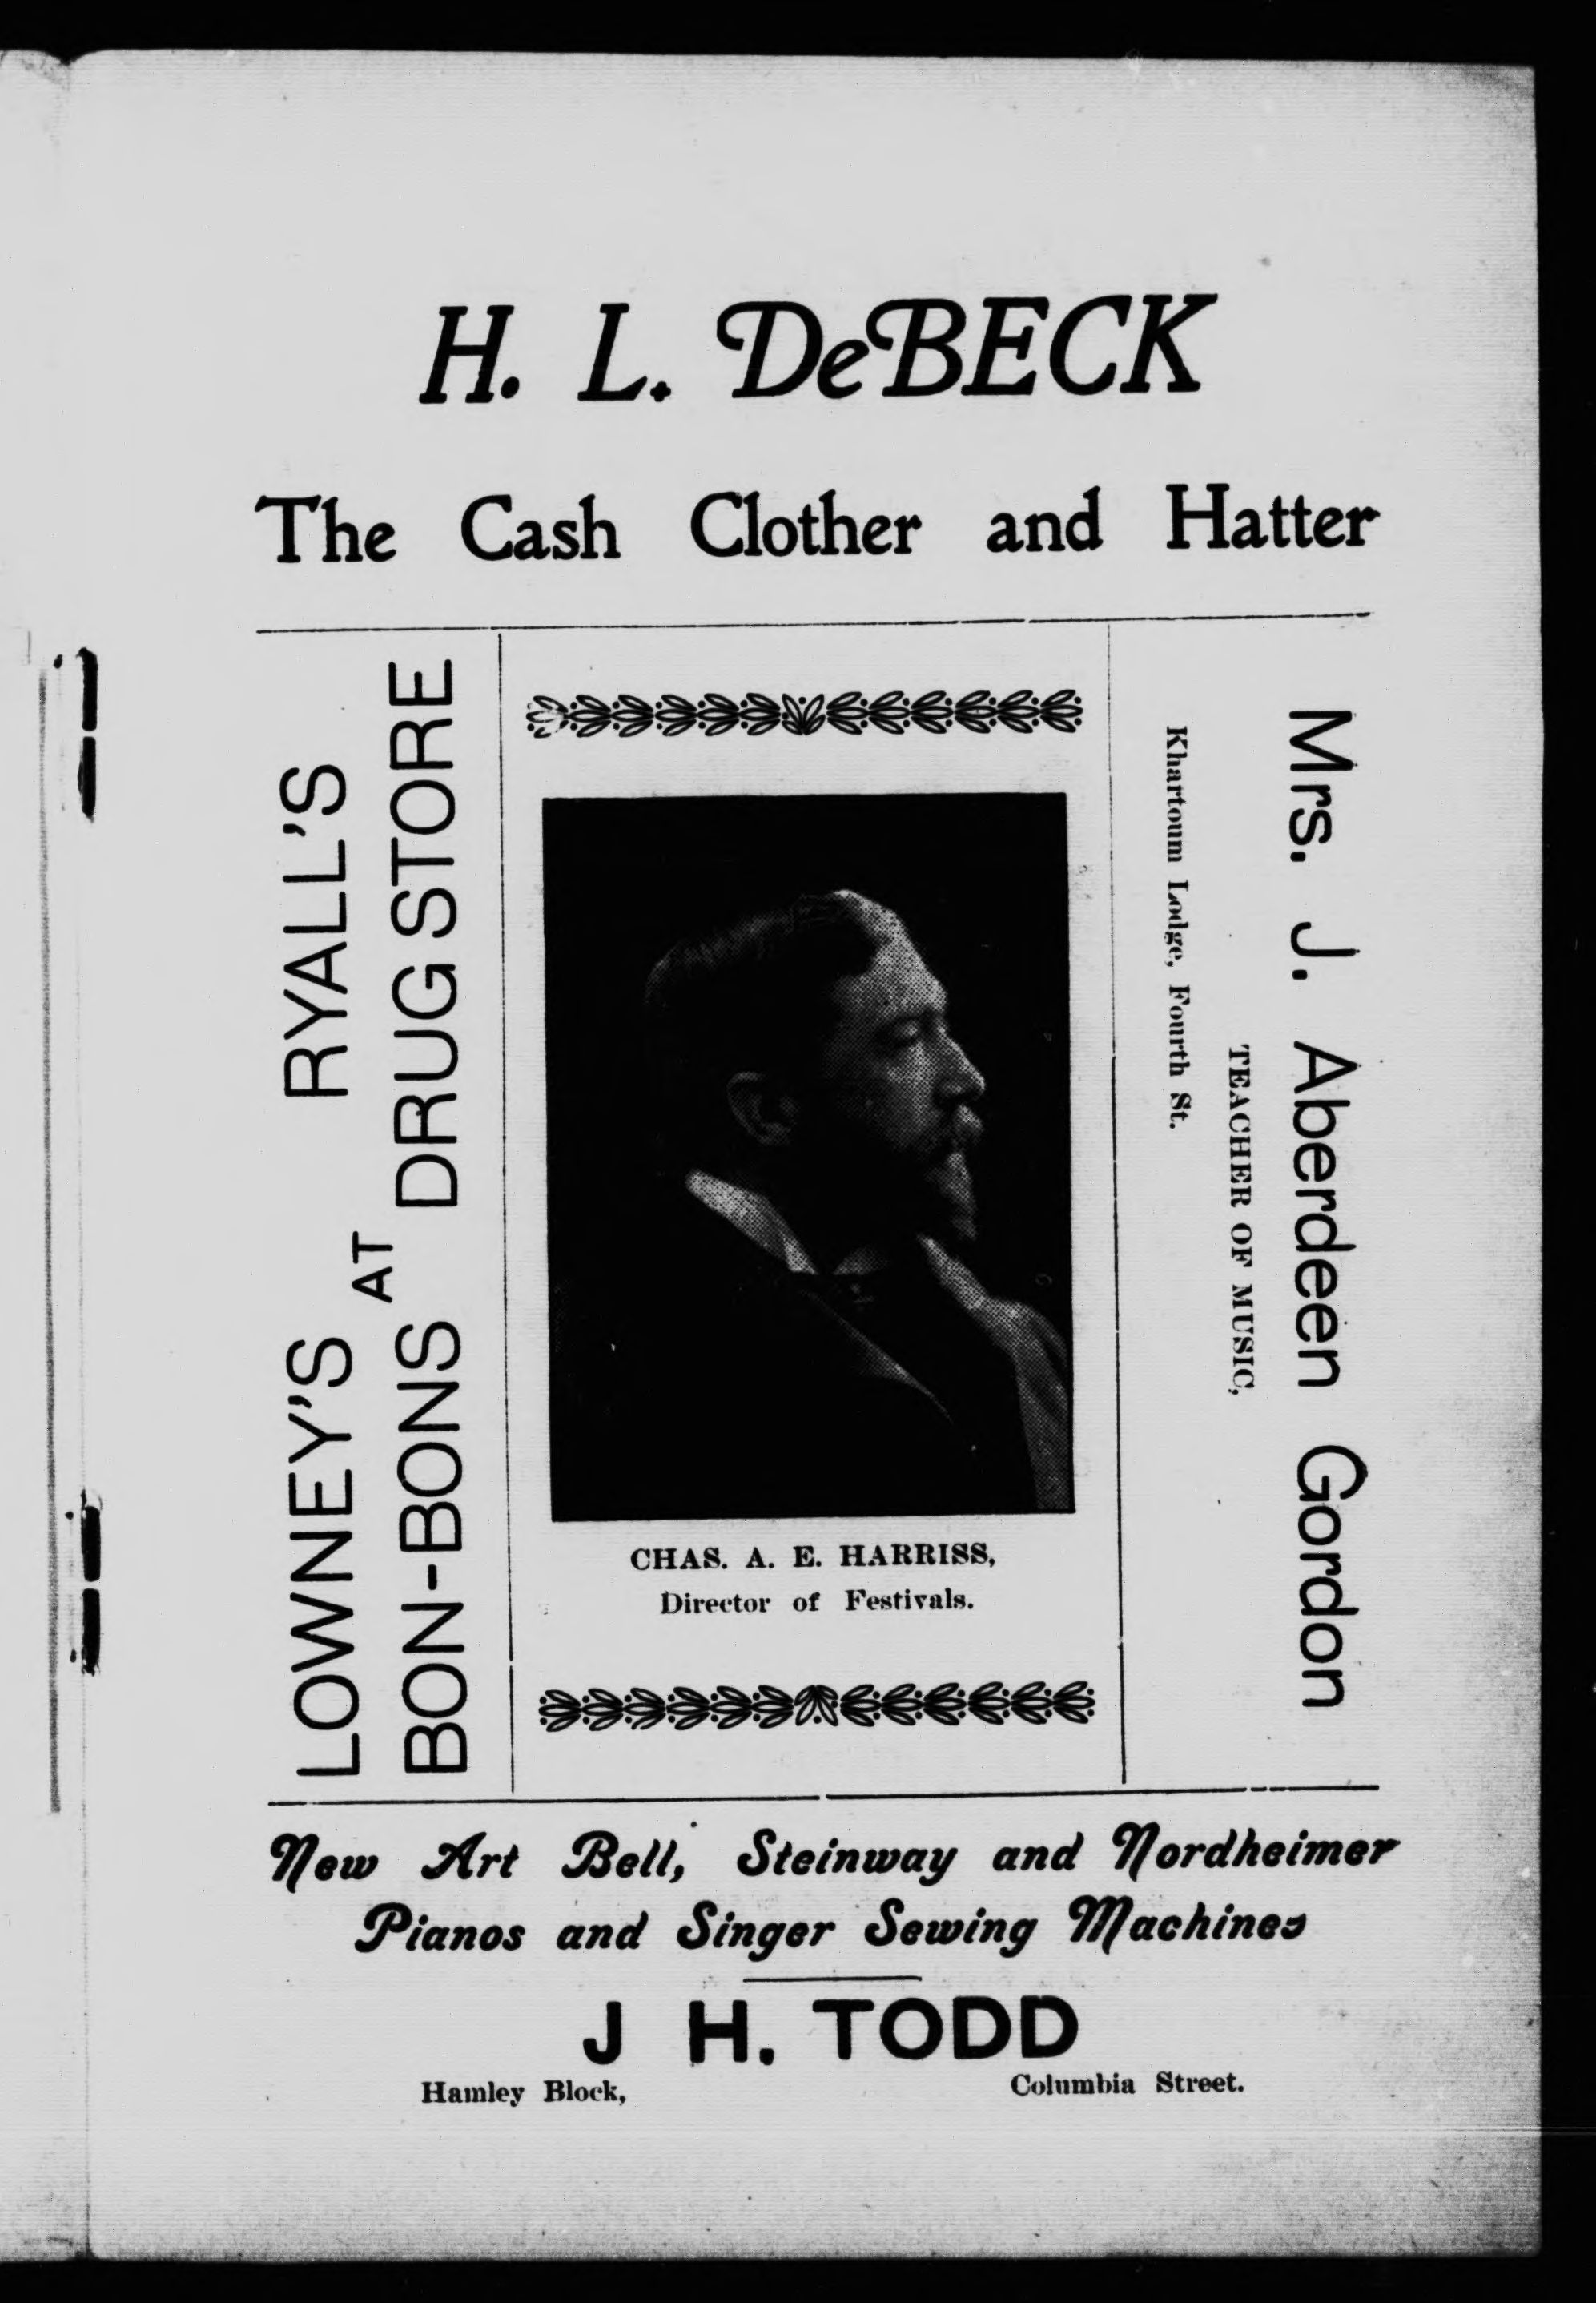 H. L. DeBECK
The Cash Clother and Hatter
LOWNEY'S
BON-BONS
AT
RYALL'S
DRUG STORE
CHAS. A. E. HARRISS,
Director of Festivals.
Mrs. J. Aberdeen Gordon
TEACHER OF MUSIC,
Khartoum Lodge, Fourth St.
New Art Bell, Steinway and Nordheimer
Pianos and Singer Sewing Machines
J H. TODD
Hamley Block, Columbia Street.